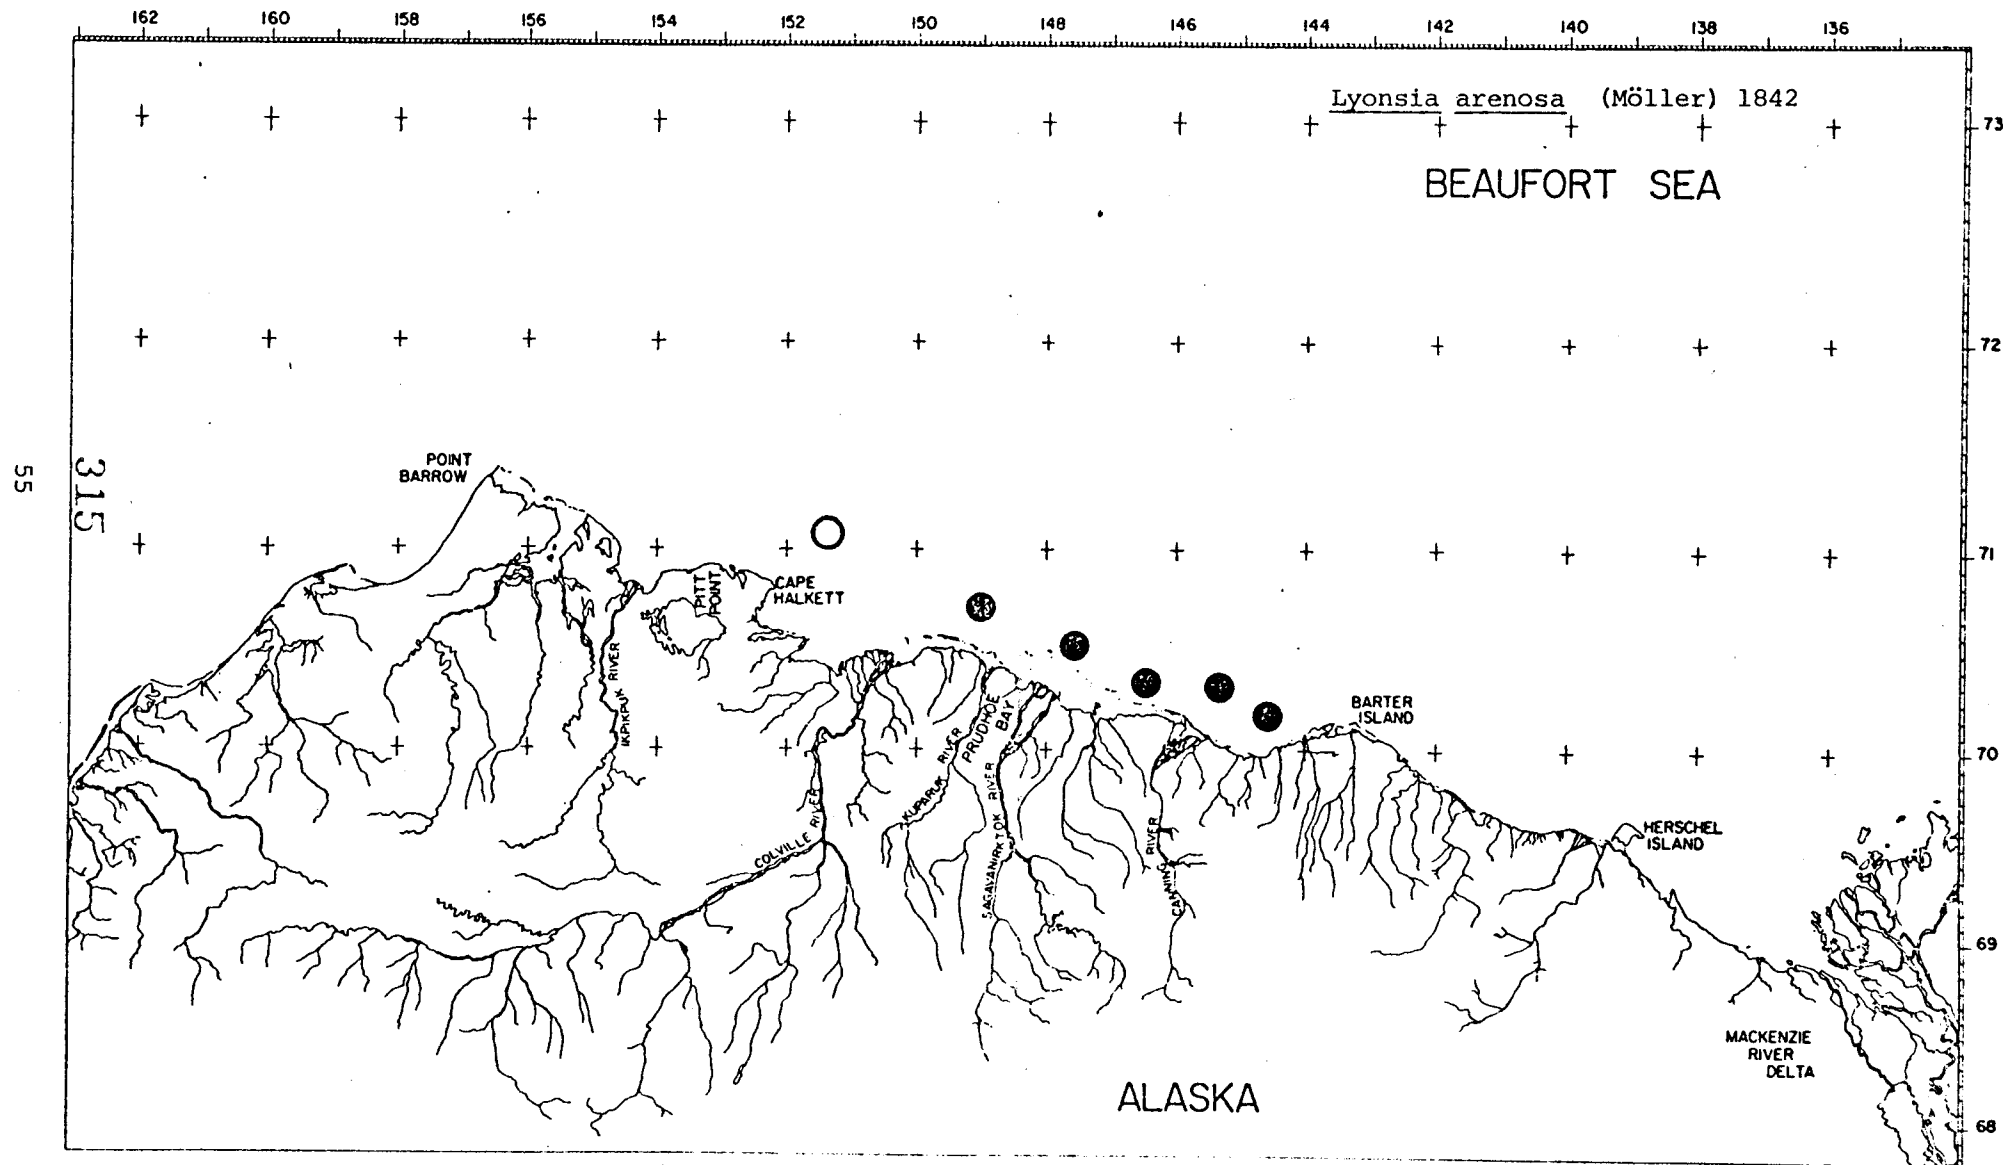 162 160 158 156 154 152 150 148 146 144 142 140 138 136
Lyonsia arenosa (Möller) 1842
73
BEAUFORT SEA
72
POINT
BARROW
55
315
71
PITT
POINT
CAPE
HALKETT
IKPIKPUK RIVER
BARTER
ISLAND
PRUDHOE
BAY
70
KUPARUK RIVER
SAGAVANIRKTOK RIVER
COLVILLE RIVER
CANNING RIVER
HERSCHEL
ISLAND
69
MACKENZIE
RIVER
DELTA
ALASKA
68